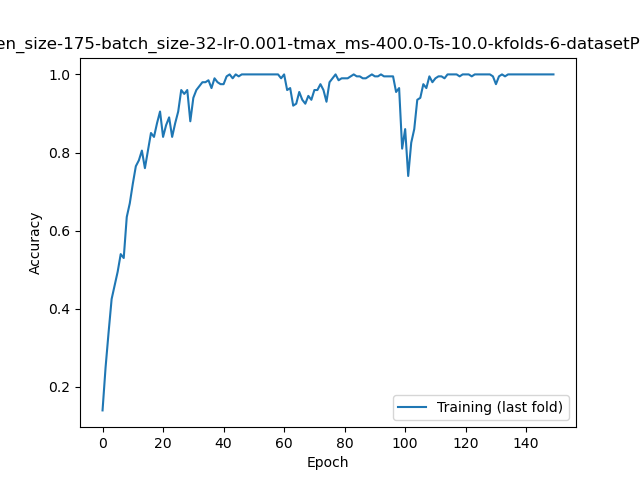 en_size-175-batch_size-32-lr-0.001-tmax_ms-400.0-Ts-10.0-kfolds-6-datasetP
1.0
0.8
0.6
0.4
0.2
Accuracy
Training (last fold)
0 20 40 60 80 100 120 140
Epoch